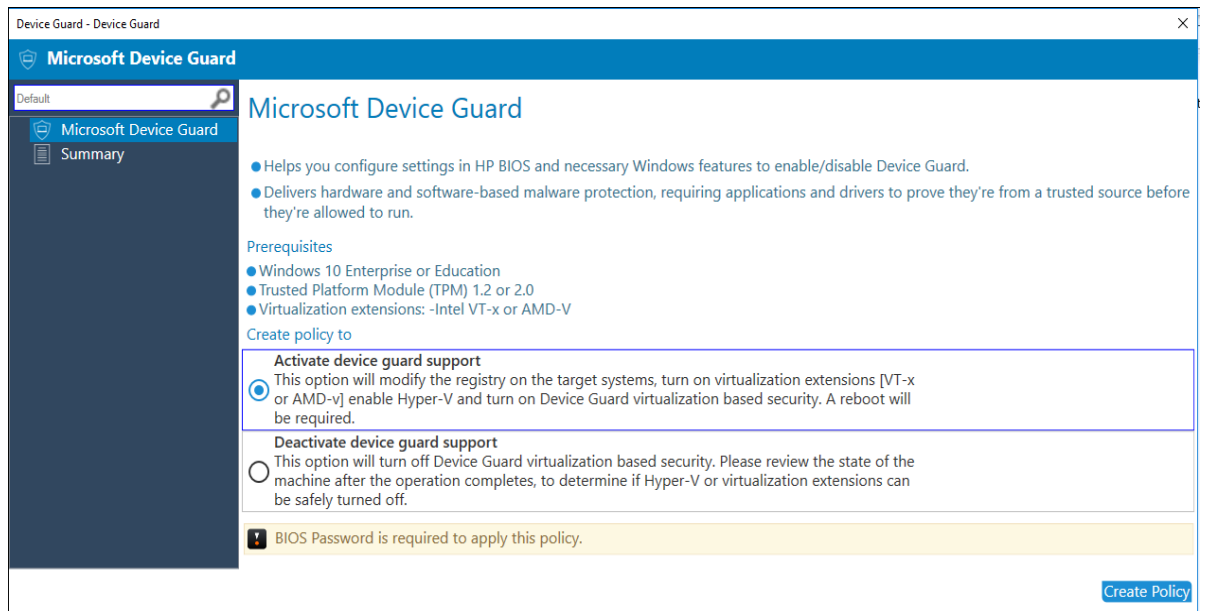 Device Guard - Device Guard
Microsoft Device Guard
Default
Microsoft Device Guard
Summary
Microsoft Device Guard
Helps you configure settings in HP BIOS and necessary Windows features to enable/disable Device Guard.
Delivers hardware and software-based malware protection, requiring applications and drivers to prove they're from a trusted source before
they're allowed to run.
Prerequisites
Windows 10 Enterprise or Education
Trusted Platform Module (TPM) 1.2 or 2.0
Virtualization extensions: -Intel VT-x or AMD-V
Create policy to
Activate device guard support
This option will modify the registry on the target systems, turn on virtualization extensions [VT-x
or AMD-v] enable Hyper-V and turn on Device Guard virtualization based security. A reboot will
be required.
Deactivate device guard support
This option will turn off Device Guard virtualization based security. Please review the state of the
machine after the operation completes, to determine if Hyper-V or virtualization extensions can
be safely turned off.
BIOS Password is required to apply this policy.
Create Policy